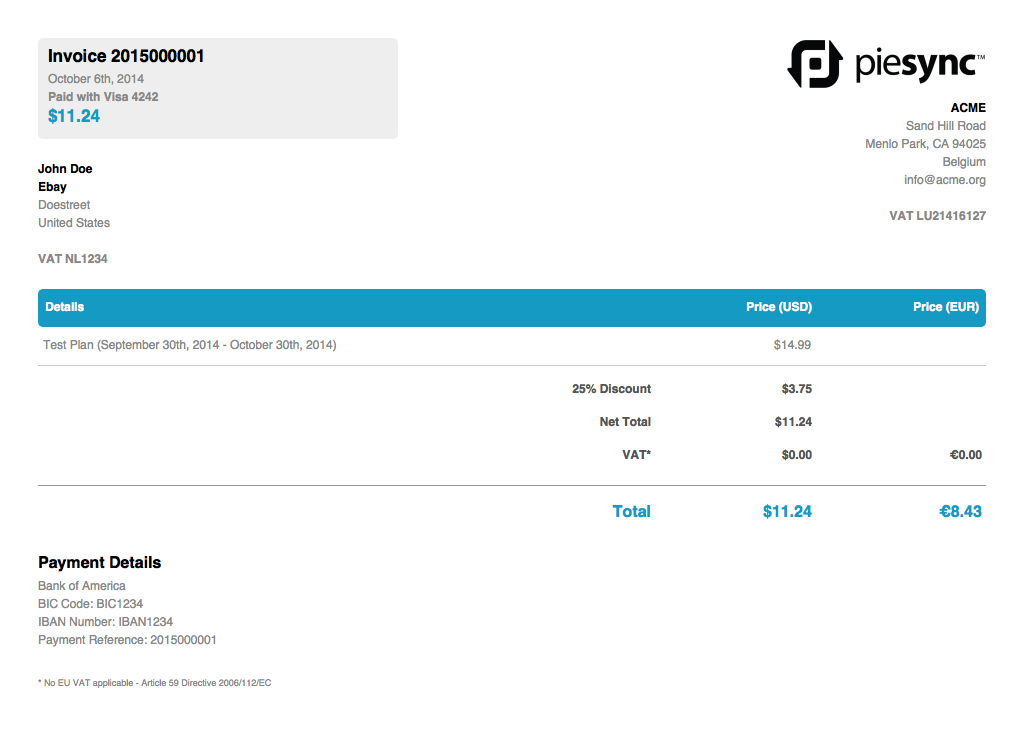 Invoice 2015000001
October 6th, 2014
Paid with Visa 4242
$11.24
piesync™
ACME
Sand Hill Road
Menlo Park, CA 94025
Belgium
info@acme.org
VAT LU21416127
John Doe
Ebay
Doestreet
United States
VAT NL1234
Details Price (USD) Price (EUR)
Test Plan (September 30th, 2014 - October 30th, 2014) $14.99
25% Discount $3.75
Net Total $11.24
VAT* $0.00 €0.00
Total $11.24 €8.43
Payment Details
Bank of America
BIC Code: BIC1234
IBAN Number: IBAN1234
Payment Reference: 2015000001
* No EU VAT applicable - Article 59 Directive 2006/112/EC